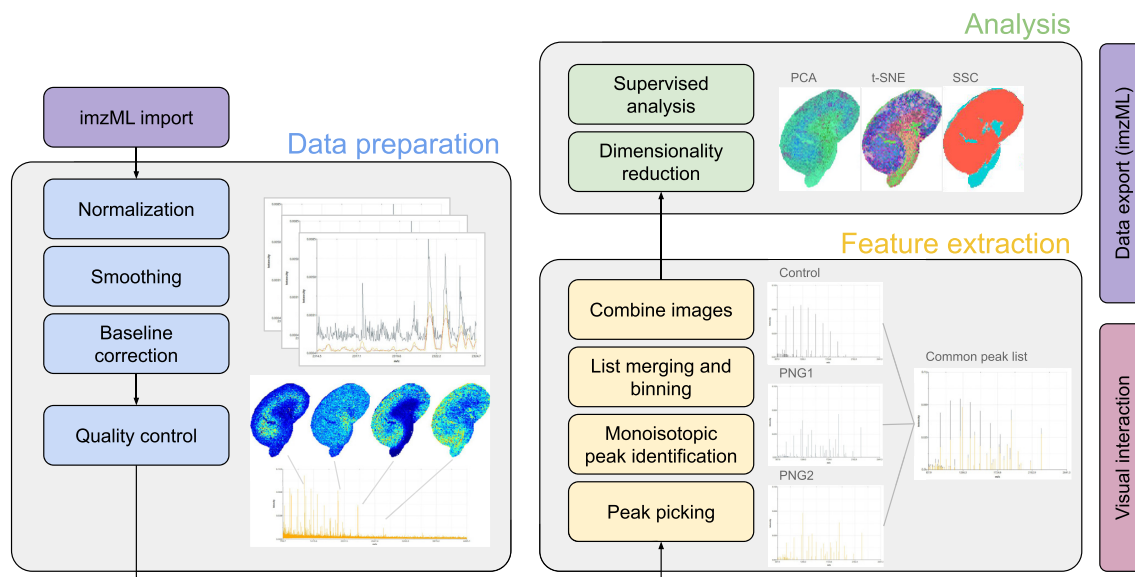 Analysis
imzML import
Data preparation
Normalization
Smoothing
Baseline
correction
Quality control
Supervised
analysis
Dimensionality
reduction
PCA
t-SNE
SSC
Feature extraction
Combine images
List merging and
binning
Monoisotopic
peak identification
Peak picking
Control
PNG1
PNG2
Common peak list
Data export (imzML)
Visual interaction